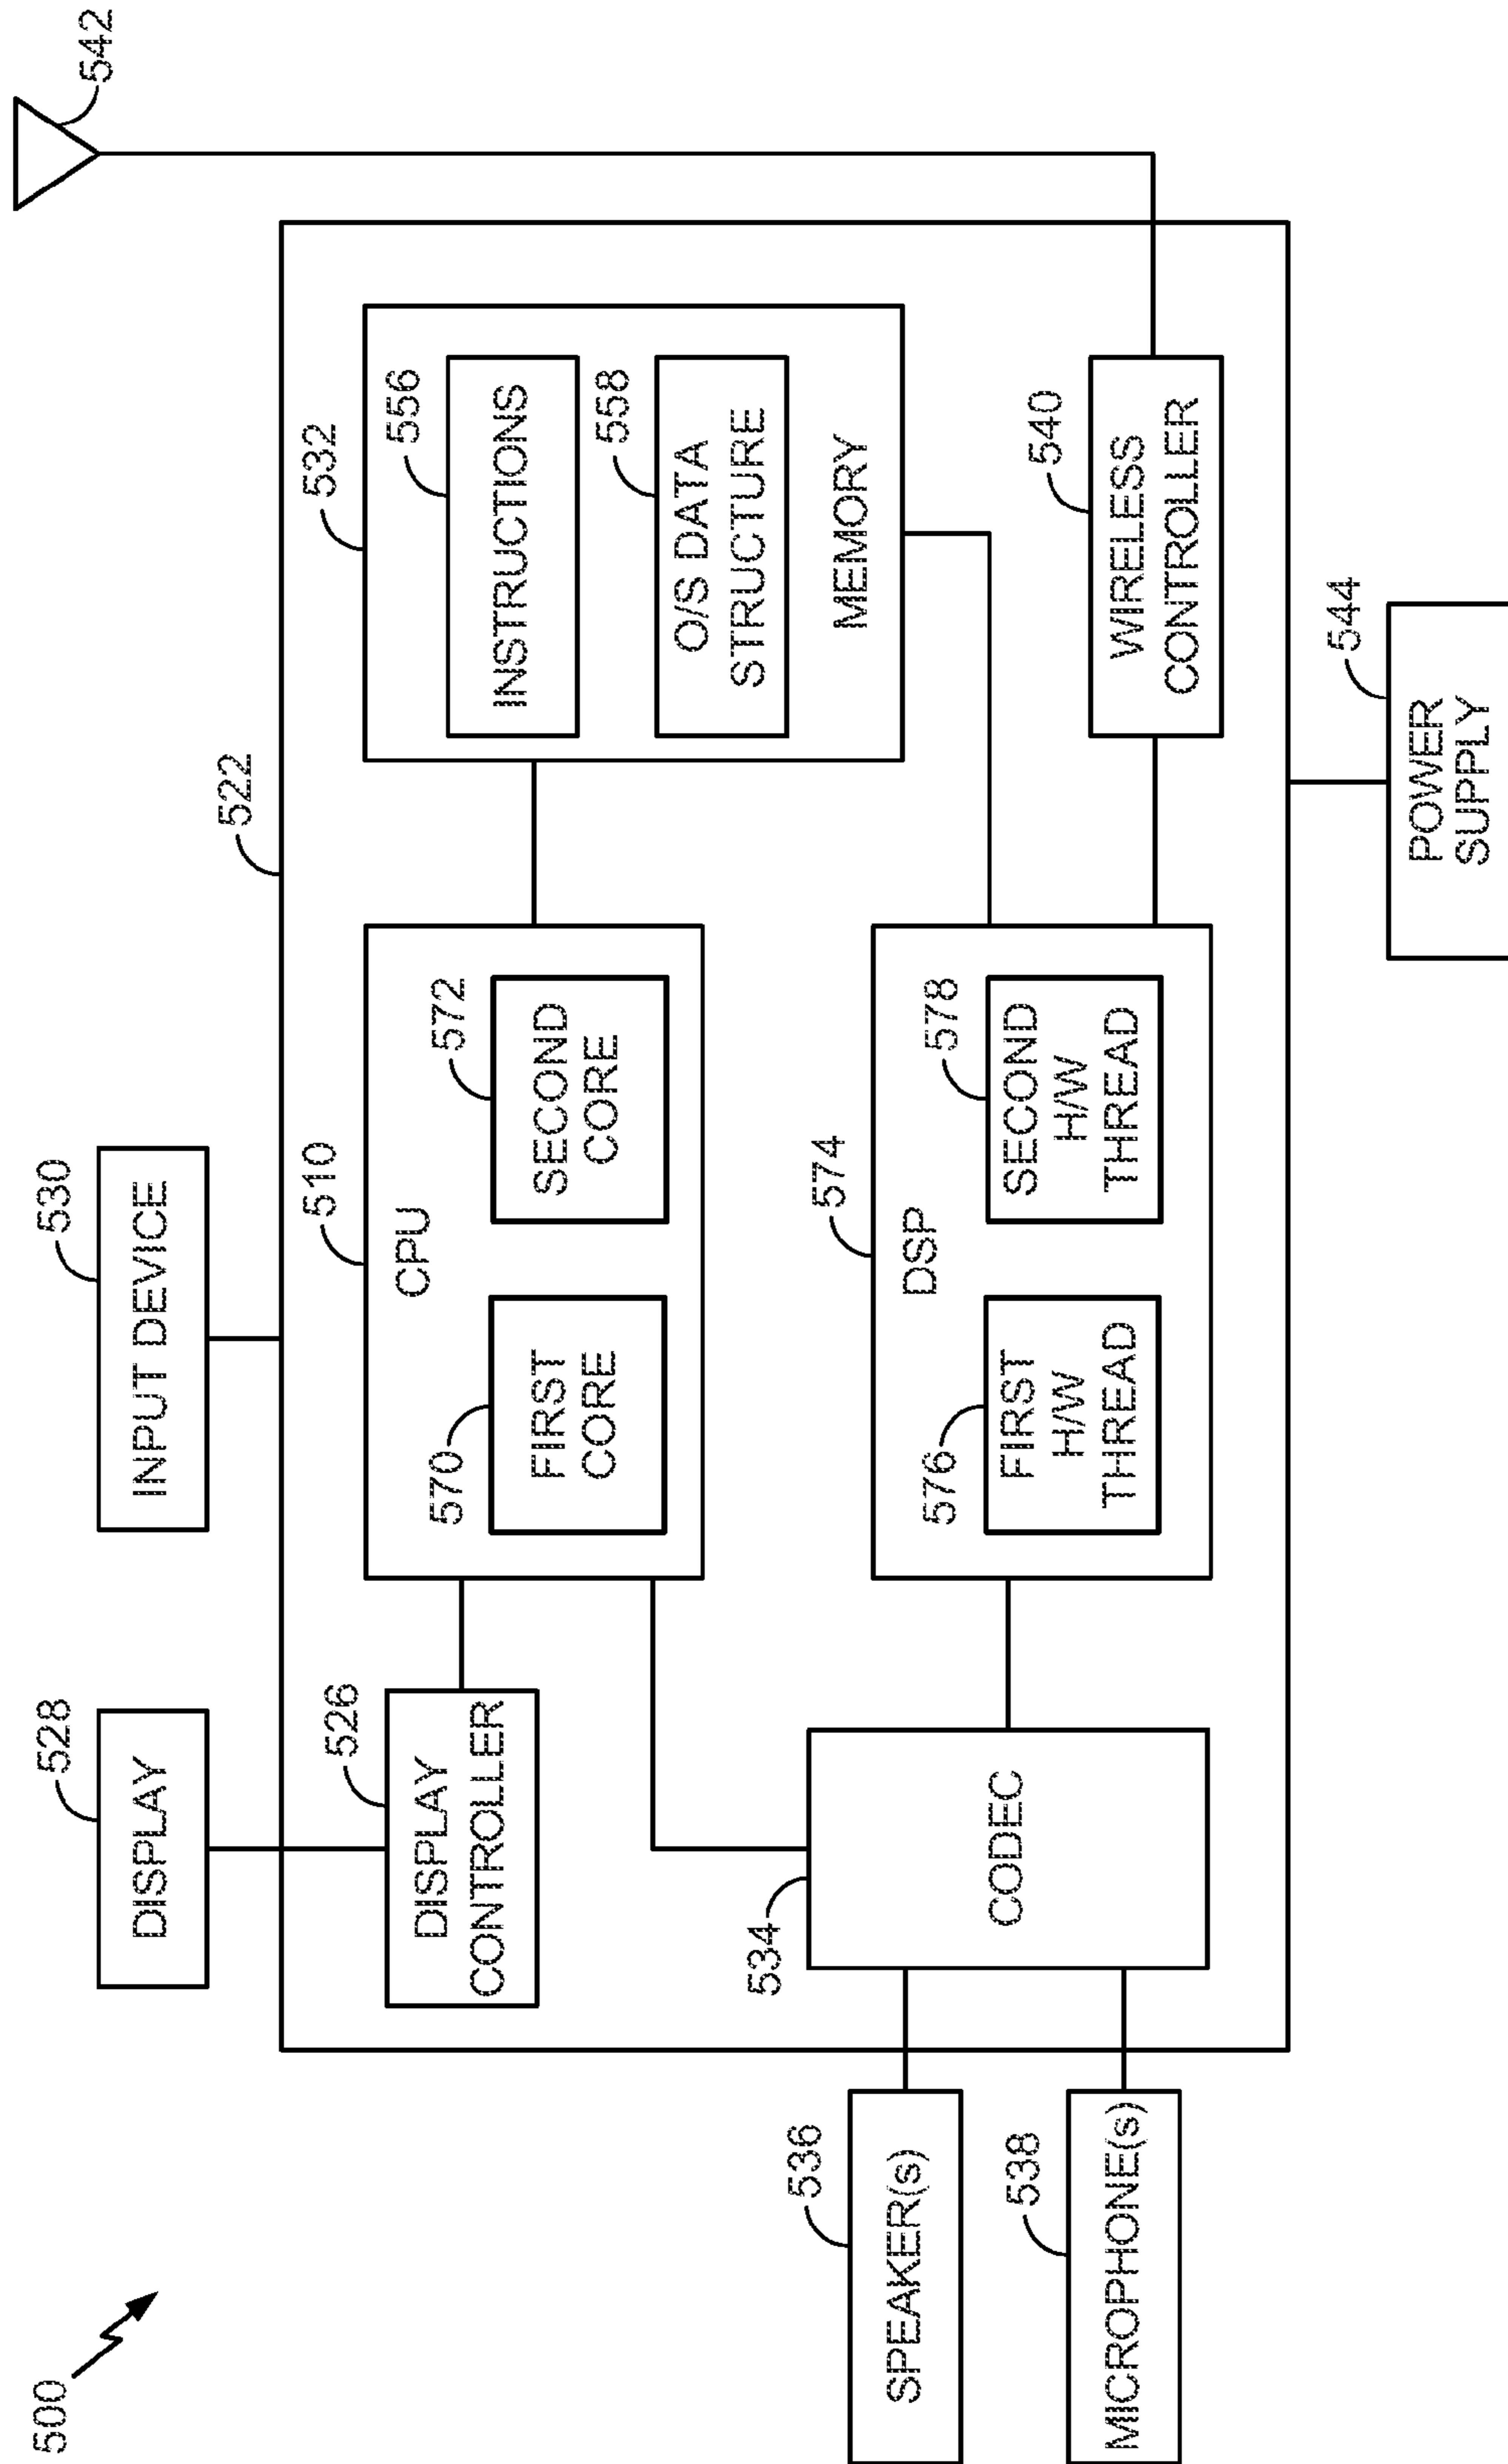 500
528
DISPLAY
530
INPUT DEVICE
542
522
526
DISPLAY
CONTROLLER
510
CPU
570
FIRST
CORE
572
SECOND
CORE
532
556
INSTRUCTIONS
558
O/S DATA
STRUCTURE
MEMORY
536
SPEAKER(s)
538
MICROPHONE(s)
534
CODEC
574
DSP
576
FIRST
H/W
THREAD
578
SECOND
H/W
THREAD
540
WIRELESS
CONTROLLER
544
POWER
SUPPLY